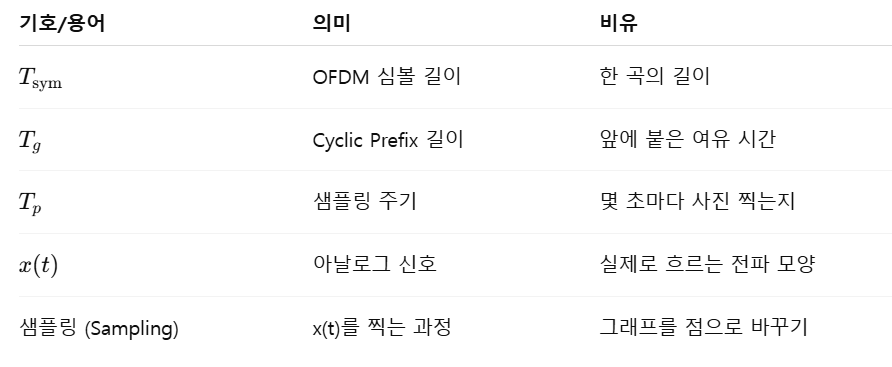 기호/용어 의미 비유
T_sym OFDM 심볼 길이 한 곡의 길이
T_g Cyclic Prefix 길이 앞에 붙은 여유 시간
T_p 샘플링 주기 몇 초마다 사진 찍는지
x(t) 아날로그 신호 실제로 흐르는 전파 모양
샘플링 (Sampling) x(t)를 찍는 과정 그래프를 점으로 바꾸기